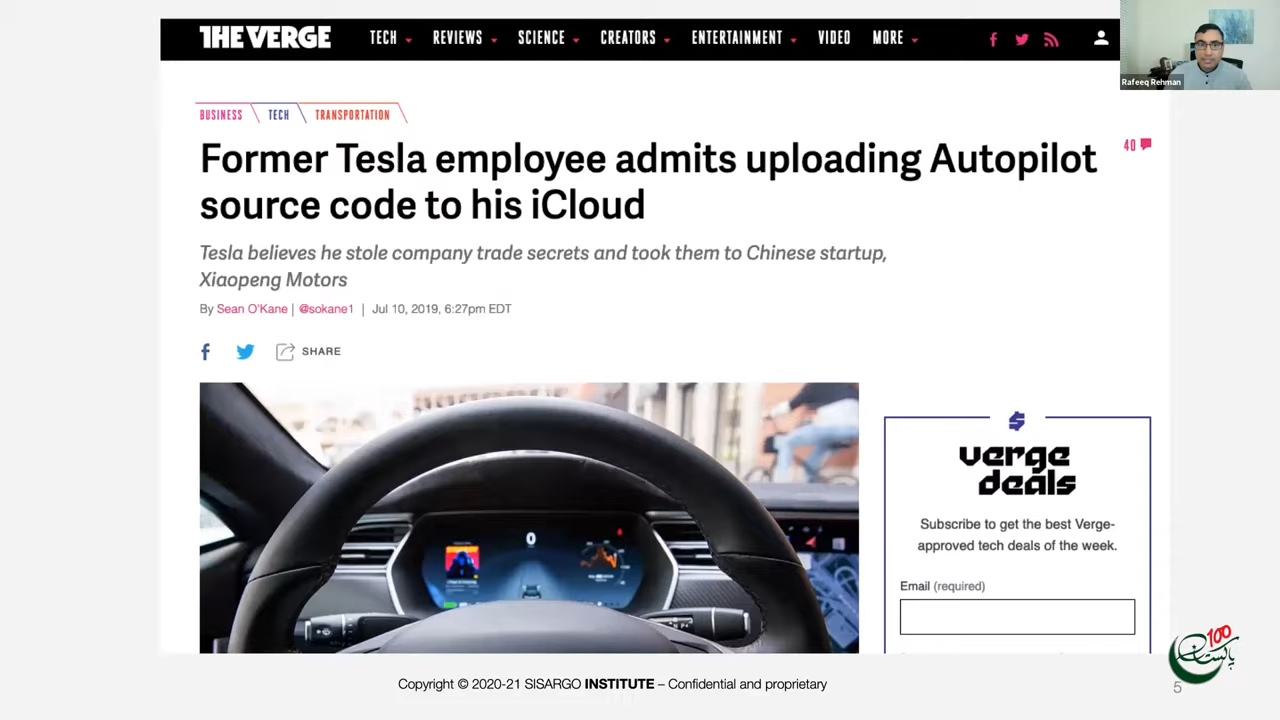 THE VERGE
TECH
REVIEWS
SCIENCE
CREATORS
ENTERTAINMENT
VIDEO
MORE
Rafeeq Rehman
BUSINESS
TECH
TRANSPORTATION
Former Tesla employee admits uploading Autopilot
source code to his iCloud
40
Tesla believes he stole company trade secrets and took them to Chinese startup,
Xiaopeng Motors
By Sean O'Kane | @sokane1 | Jul 10, 2019, 6:27pm EDT
SHARE
0
verge
deals
Subscribe to get the best Verge-
approved tech deals of the week.
Email (required)
100
پاکستان
Copyright © 2020-21 SISARGO INSTITUTE – Confidential and proprietary
5